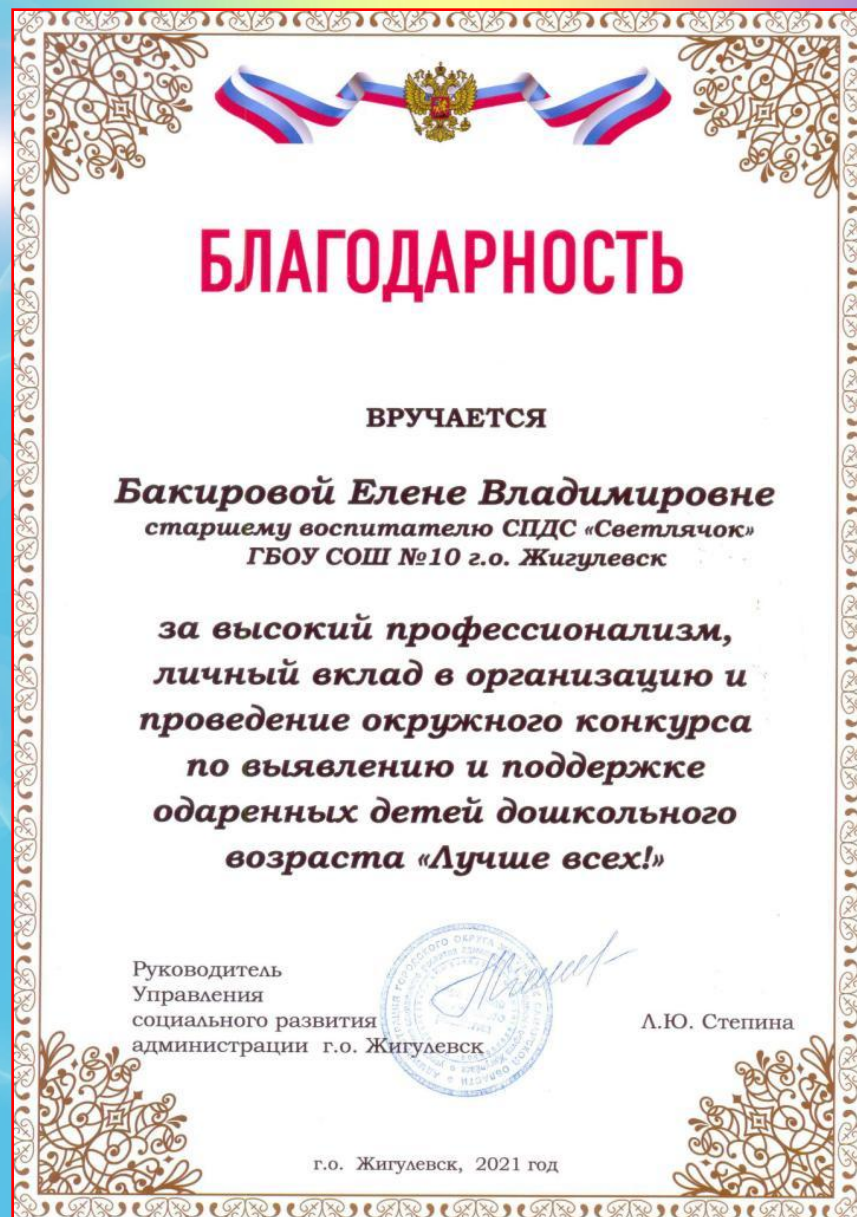 БЛАГОДАРНОСТЬ
ВРУЧАЕТСЯ
Бакировой Елене Владимировне
старшему воспитателю СПДС «Светлячок»
ГБОУ СОШ №10 г.о. Жигулевск
за высокий профессионализм,
личный вклад в организацию и
проведение окружного конкурса
по выявлению и поддержке
одаренных детей дошкольного
возраста «Лучше всех!»
Руководитель
Управления
социального развития
администрации г.о. Жигулевск
Л.Ю. Степина
г.о. Жигулевск, 2021 год